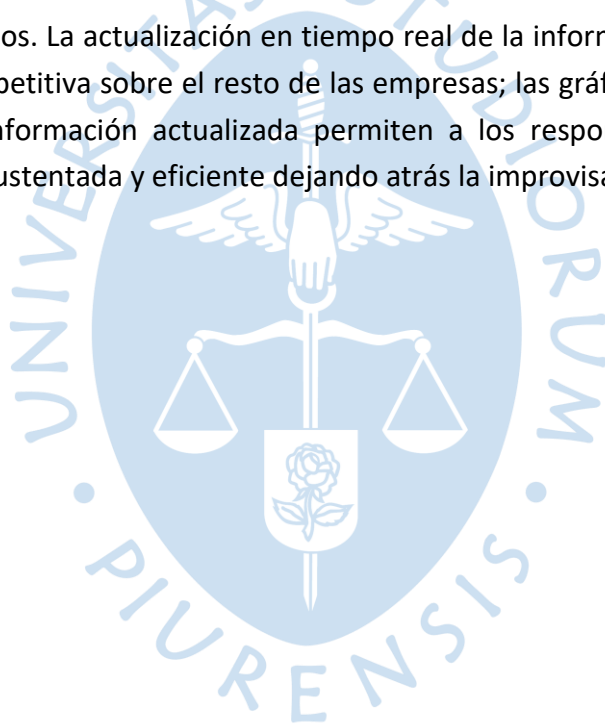 os. La actualización en tiempo real de la inforn
petitiva sobre el resto de las empresas; las gráf
nformación actualizada permiten a los respo
ustentada y eficiente dejando atrás la improvisa
UNIVERSITAS STUDIORUM
• PIURENSIS •